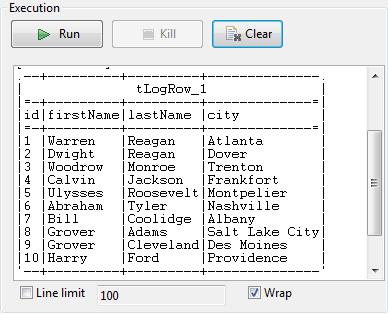 Execution
Run Kill Clear
tLogRow_1
id|firstName|lastName |city
1 |Warren |Reagan |Atlanta
2 |Dwight |Reagan |Dover
3 |Woodrow |Monroe |Trenton
4 |Calvin |Jackson |Frankfort
5 |Ulysses |Roosevelt|Montpelier
6 |Abraham |Tyler |Nashville
7 |Bill |Coolidge |Albany
8 |Grover |Adams |Salt Lake City|
9 |Grover |Cleveland|Des Moines
10|Harry |Ford |Providence
Line limit 100 Wrap